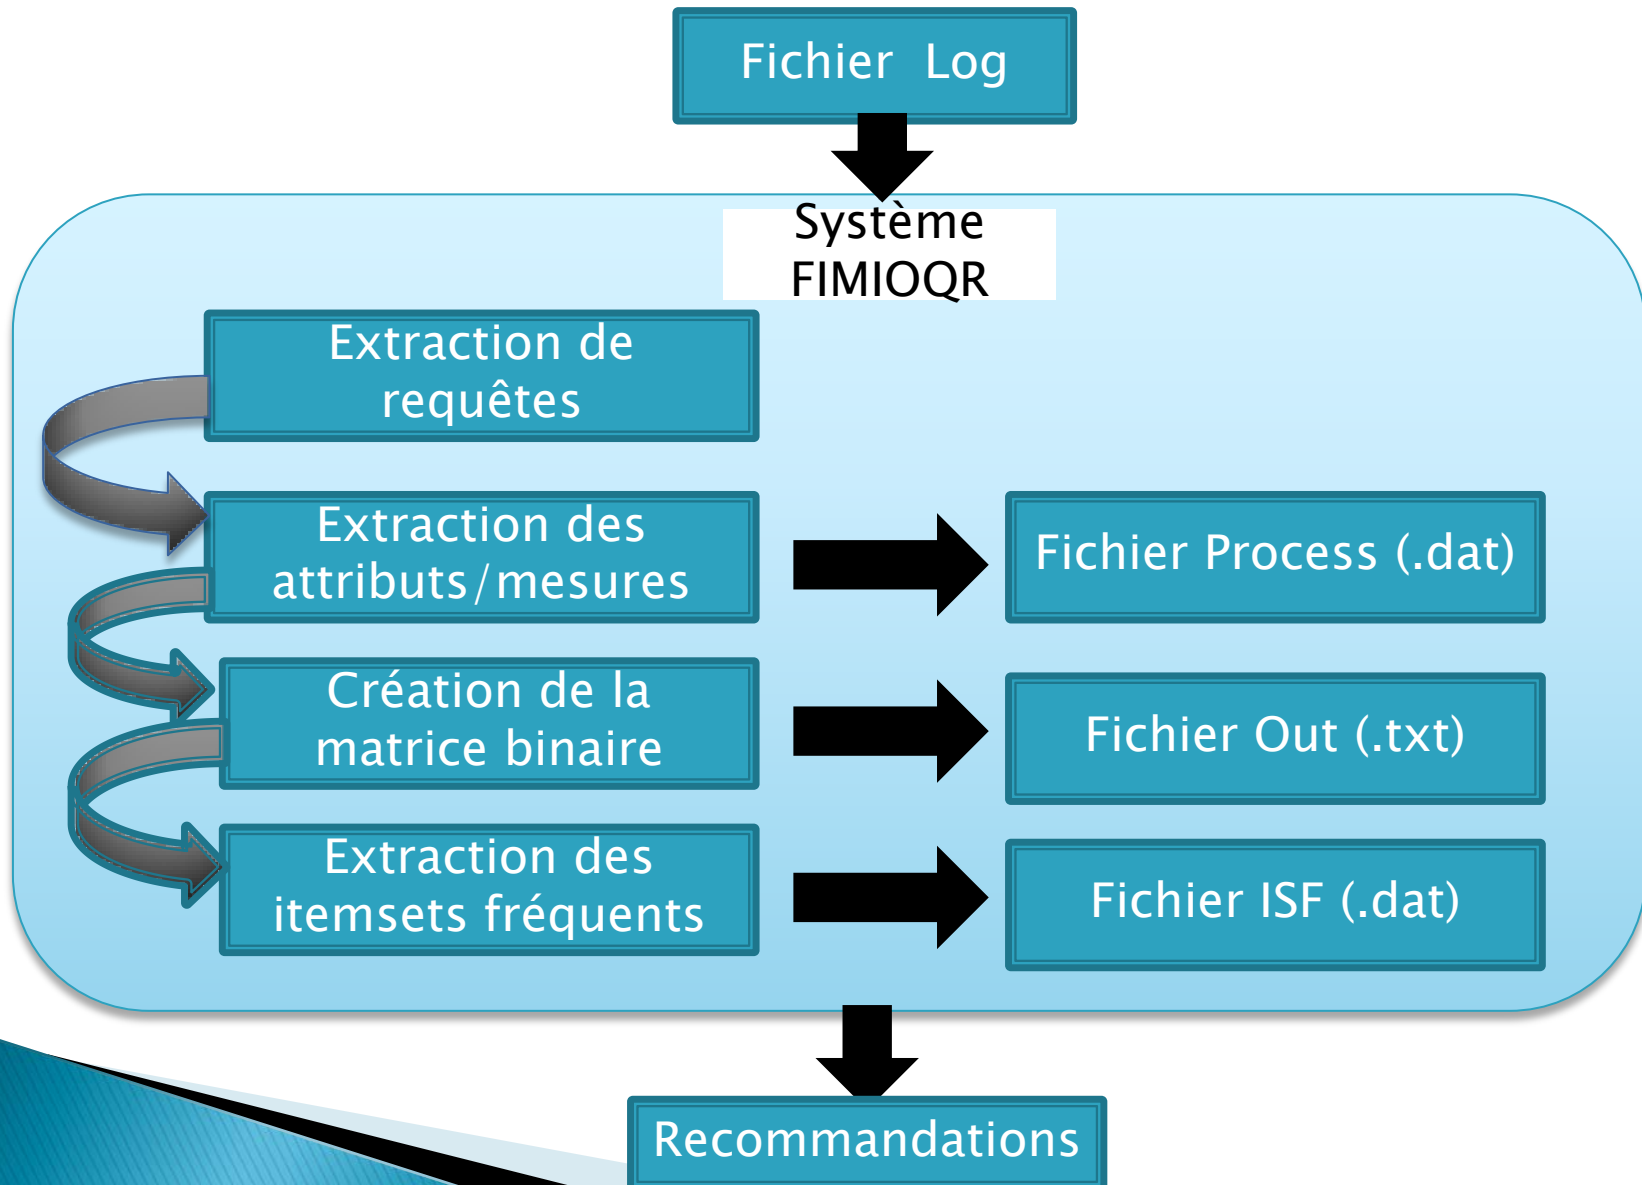 Fichier Log
Système
FIMIOQR
Extraction de
requêtes
Extraction des
attributs/mesures
Fichier Process (.dat)
Création de la
matrice binaire
Fichier Out (.txt)
Extraction des
itemsets fréquents
Fichier ISF (.dat)
Recommandations